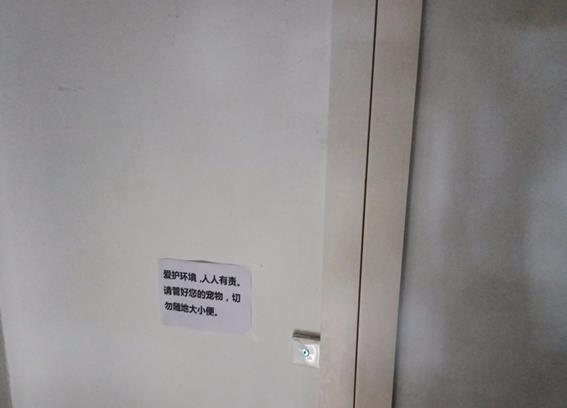 爱护环境,人人有责。
请管好您的宠物，切
勿随地大小便。